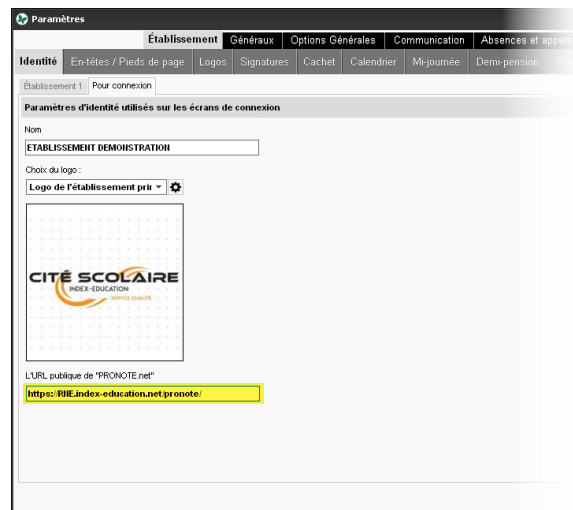 Paramètres
Établissement Généraux Options Générales Communication Absences et appels
Identité En-têtes / Pieds de page Logos Signatures Cachet Calendrier Mi-journée Demi-pension
Établissement 1 Pour connexion
Paramètres d'identité utilisés sur les écrans de connexion
Nom
ETABLISSEMENT DEMONSTRATION
Choix du logo :
Logo de l'établissement prir
CITÉ SCOLAIRE
INDEX-EDUCATION
SERVICE QUALITÉ
L'URL publique de "PRONOTE.net"
https://RNE.index-education.net/pronote/